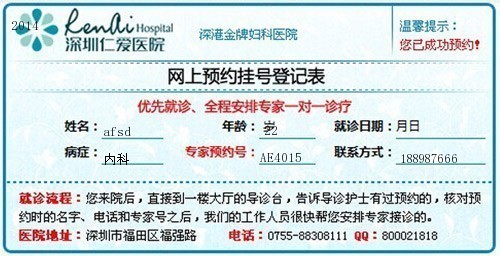 2014
RenAi Hospital
深圳仁爱医院
深港金牌妇科医院
温馨提示：
您已成功预约!
网上预约挂号登记表
优先就诊、全程安排专家一对一诊疗
姓名： afsd 年龄： 22 岁 就诊日期： 月日
病症： 内科 专家预约号： AE4015 联系方式： 188987666
就诊流程：您来院后，直接到一楼大厅的导诊台，告诉导诊护士有过预约的，核对预
约时的名字、电话和专家号之后，我们的工作人员很快帮您安排专家接诊的。
医院地址：深圳市福田区福强路 电话：0755-88308111 QQ：800021818